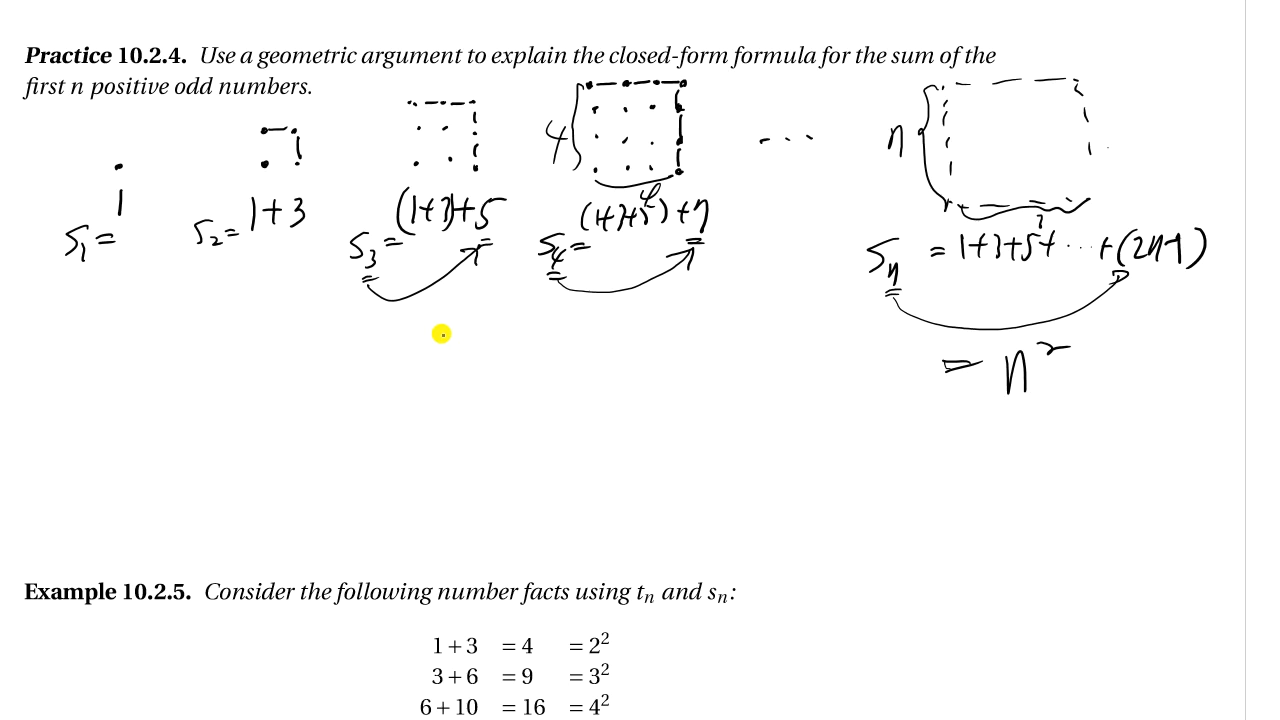 Practice 10.2.4. Use a geometric argument to explain the closed-form formula for the sum of the
first n positive odd numbers.
4
4
n
n
S₁ = 1
S₂ = 1+3
S₃ = (1+3)+5
S₄ = (1+3+5)+7
Sₙ = 1+3+5+ ··· +(2n-1)
= n²
Example 10.2.5. Consider the following number facts using tₙ and sₙ:
1+3 = 4 = 2²
3+6 = 9 = 3²
6+10 = 16 = 4²